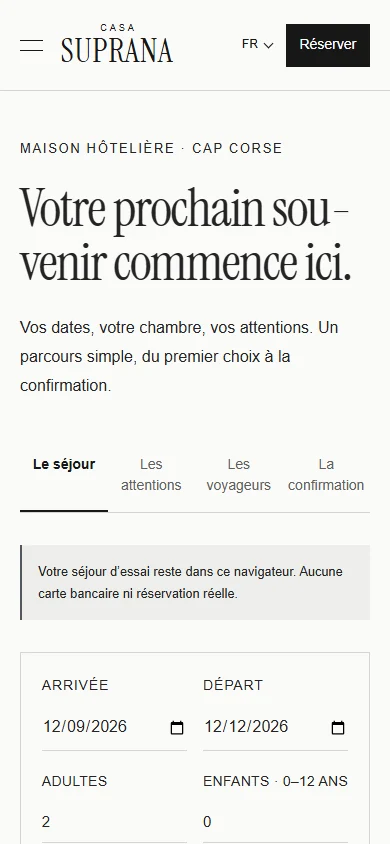 CASA
SUPRANA
FR
Réserver
MAISON HÔTELIÈRE · CAP CORSE
Votre prochain sou-
venir commence ici.
Vos dates, votre chambre, vos attentions. Un
parcours simple, du premier choix à la
confirmation.
Le séjour
Les attentions
Les voyageurs
La confirmation
Votre séjour d'essai reste dans ce navigateur. Aucune
carte bancaire ni réservation réelle.
ARRIVÉE
DÉPART
12/09/2026
12/12/2026
ADULTES
ENFANTS · 0–12 ANS
2
0